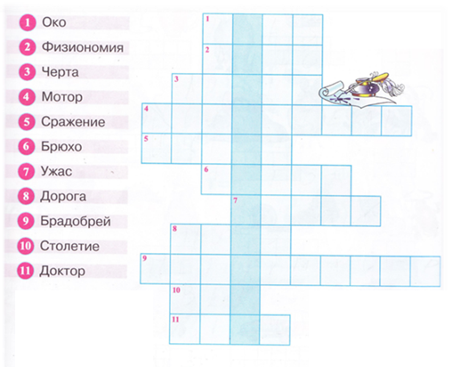 1 Око
2 Физиономия
3 Черта
4 Мотор
5 Сражение
6 Брюхо
7 Ужас
8 Дорога
9 Брадобрей
10 Столетие
11 Доктор
1
2
3
4
5
6
7
8
9
10
11